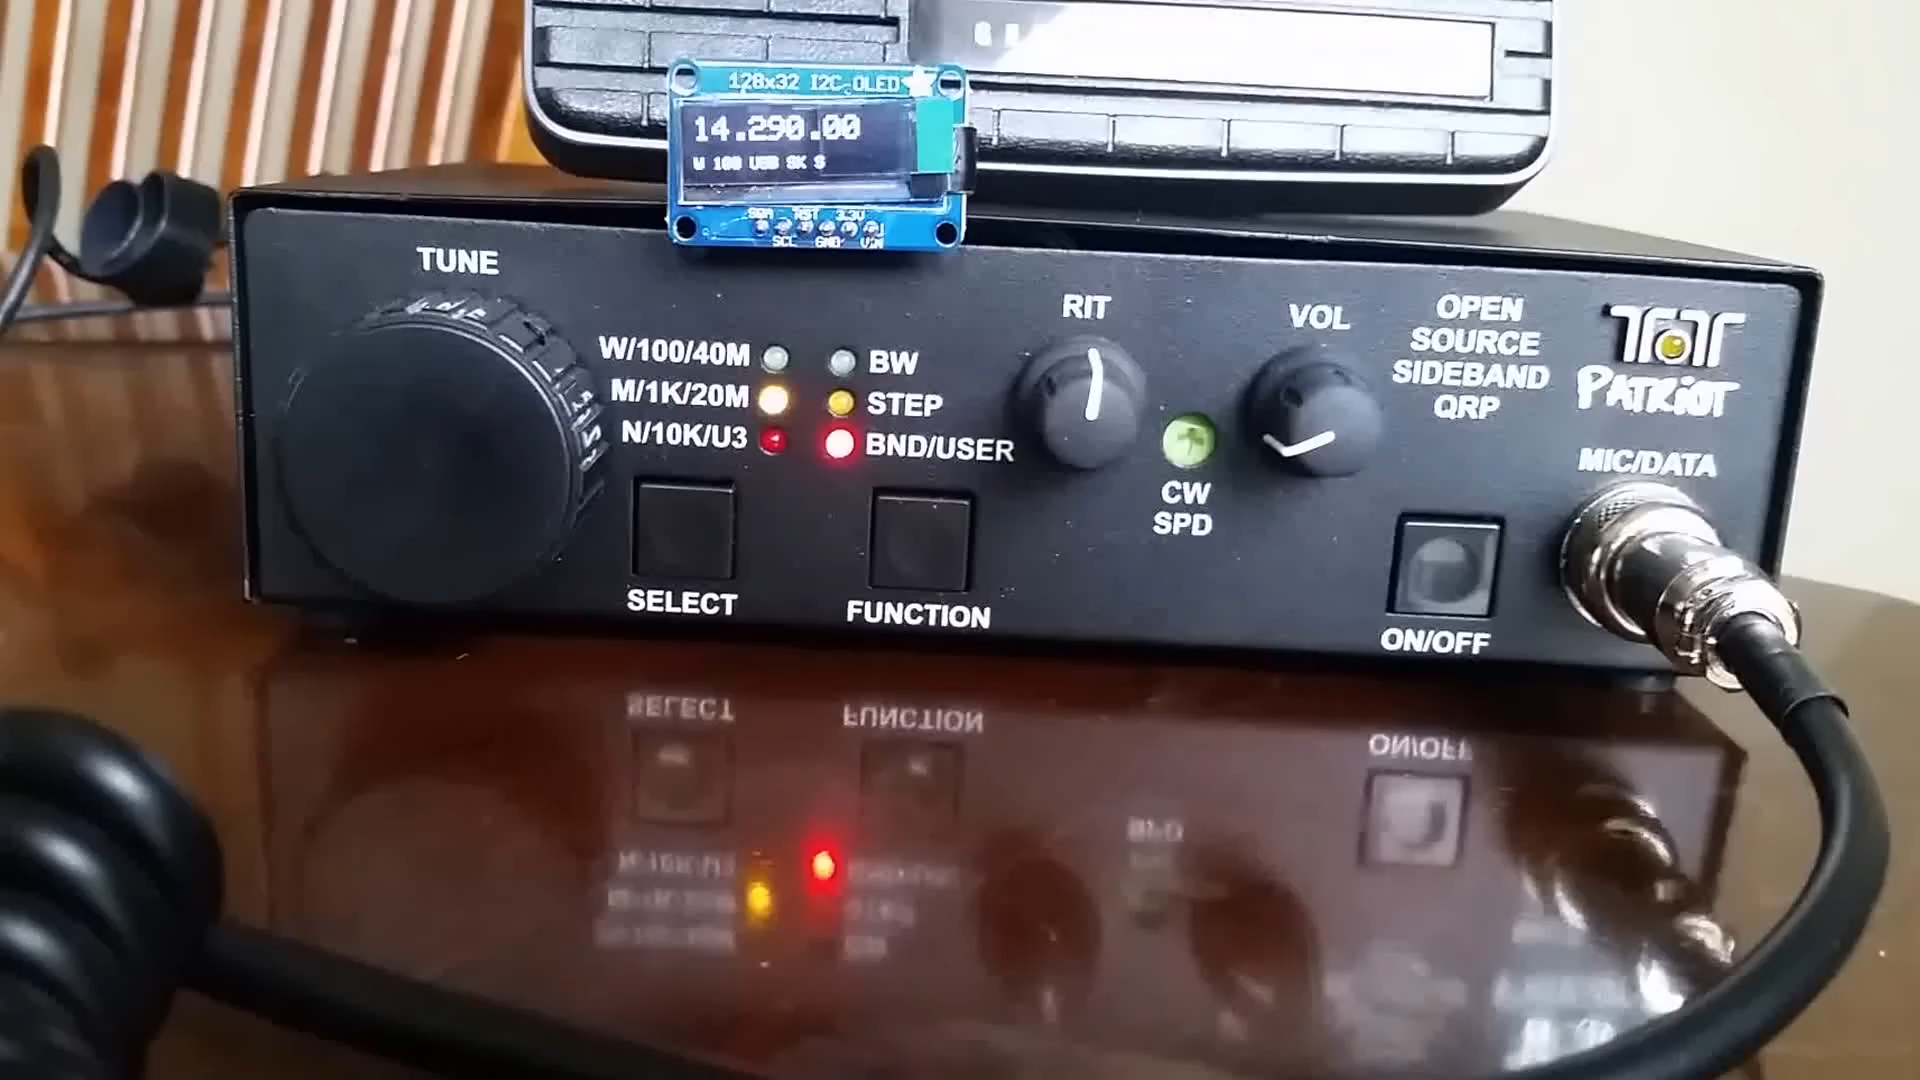 128x32 I2C OLED
14.290.00
W 100 USB SK S
RST 3.3V
SCL GND VIN
TUNE
W/100/40M BW
M/1K/20M STEP
N/10K/U3 BND/USER
SELECT
FUNCTION
RIT
CW
SPD
VOL
OPEN
SOURCE
SIDEBAND
QRP
PATRIOT
MIC/DATA
ON/OFF